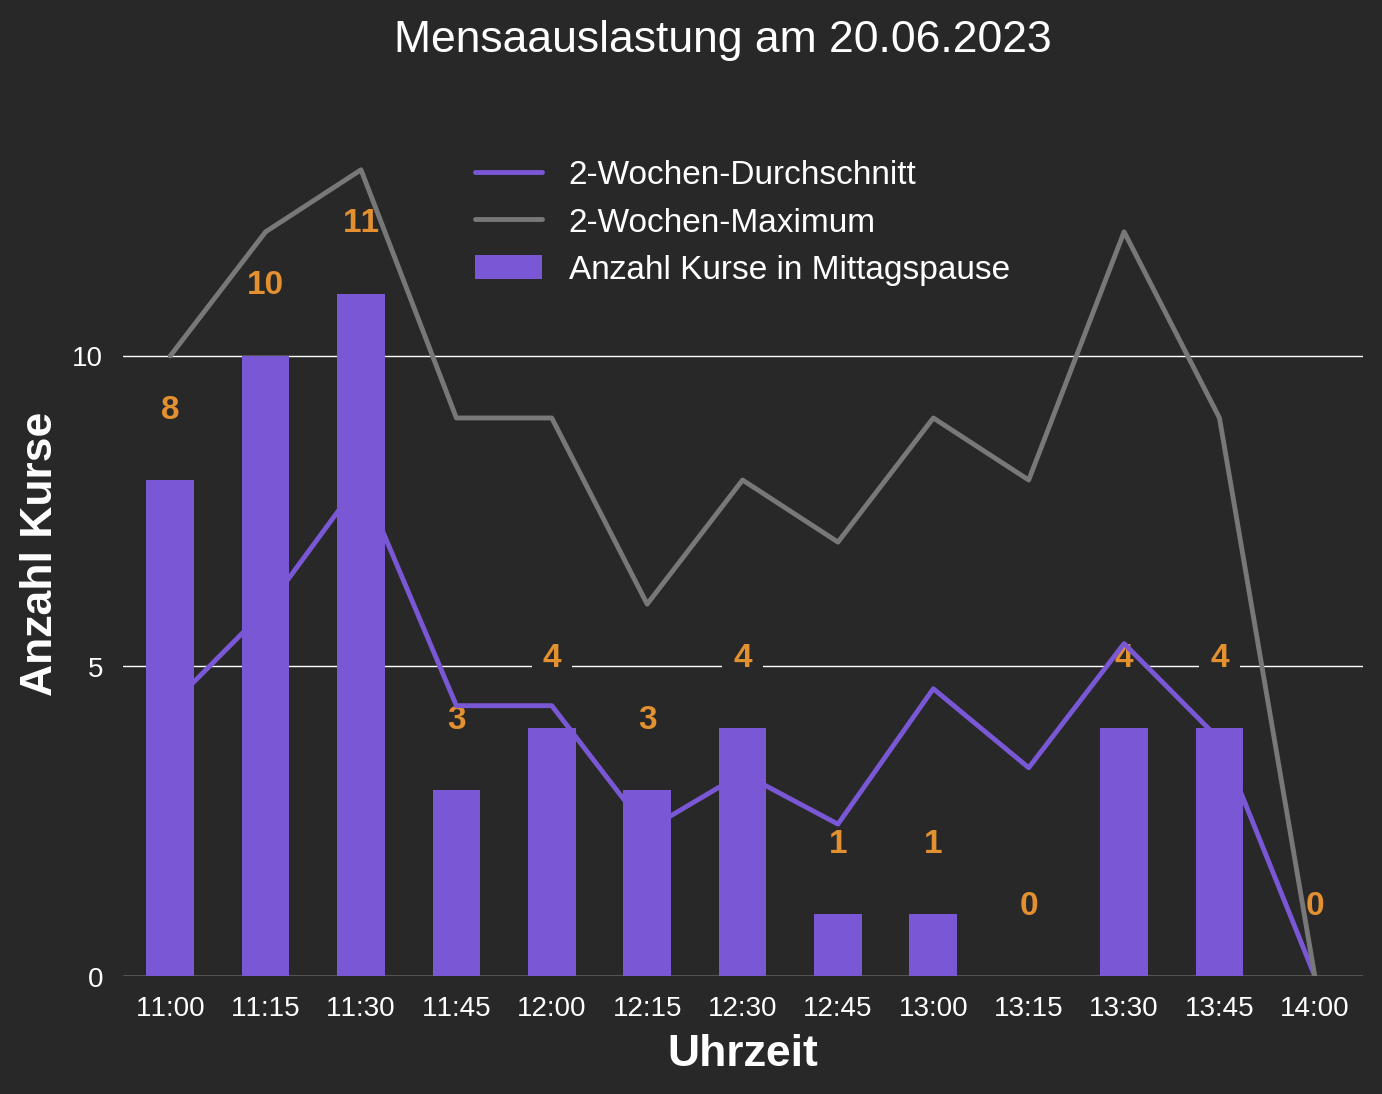 Mensaauslastung am 20.06.2023
2-Wochen-Durchschnitt
2-Wochen-Maximum
Anzahl Kurse in Mittagspause
Anzahl Kurse
10
5
0
8
10
11
3
4
3
4
1
1
0
4
4
0
11:00 11:15 11:30 11:45 12:00 12:15 12:30 12:45 13:00 13:15 13:30 13:45 14:00
Uhrzeit